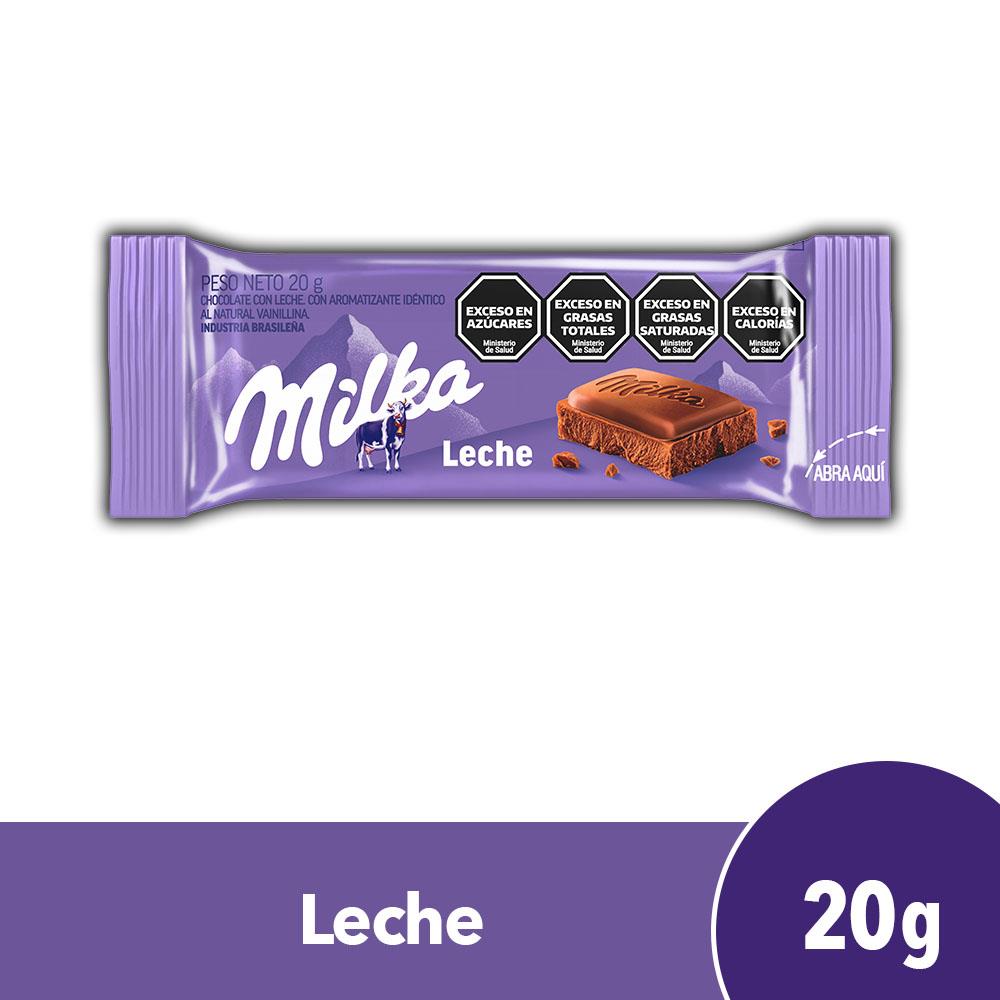 PESO NETO 20 g
CHOCOLATE CON LECHE. CON AROMATIZANTE IDÉNTICO
AL NATURAL VAINILLINA.
INDUSTRIA BRASILEÑA
Milka
Leche
EXCESO EN
AZÚCARES
Ministerio
de Salud
EXCESO EN
GRASAS
TOTALES
Ministerio
de Salud
EXCESO EN
GRASAS
SATURADAS
Ministerio
de Salud
EXCESO EN
CALORÍAS
Ministerio
de Salud
Milka
ABRA AQUÍ
Leche
20g